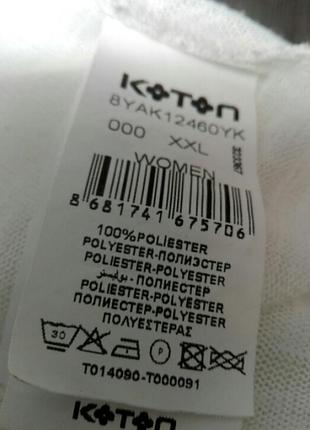 KOTON
8YAK12460YK
000 XXL
WOMEN
8 681741 675706
100%POLIESTER
POLYESTER-ПОЛИЭСТЕР
POLYESTER-POLYESTER
ПОЛИЕСТЕР - بوليستر
POLIESTER-POLYESTER
ПОЛИЕСТЕР-POLIESTER
ΠΟΛΥΕΣΤΕΡΑΣ
30
P
T014090-T000091
KOTON